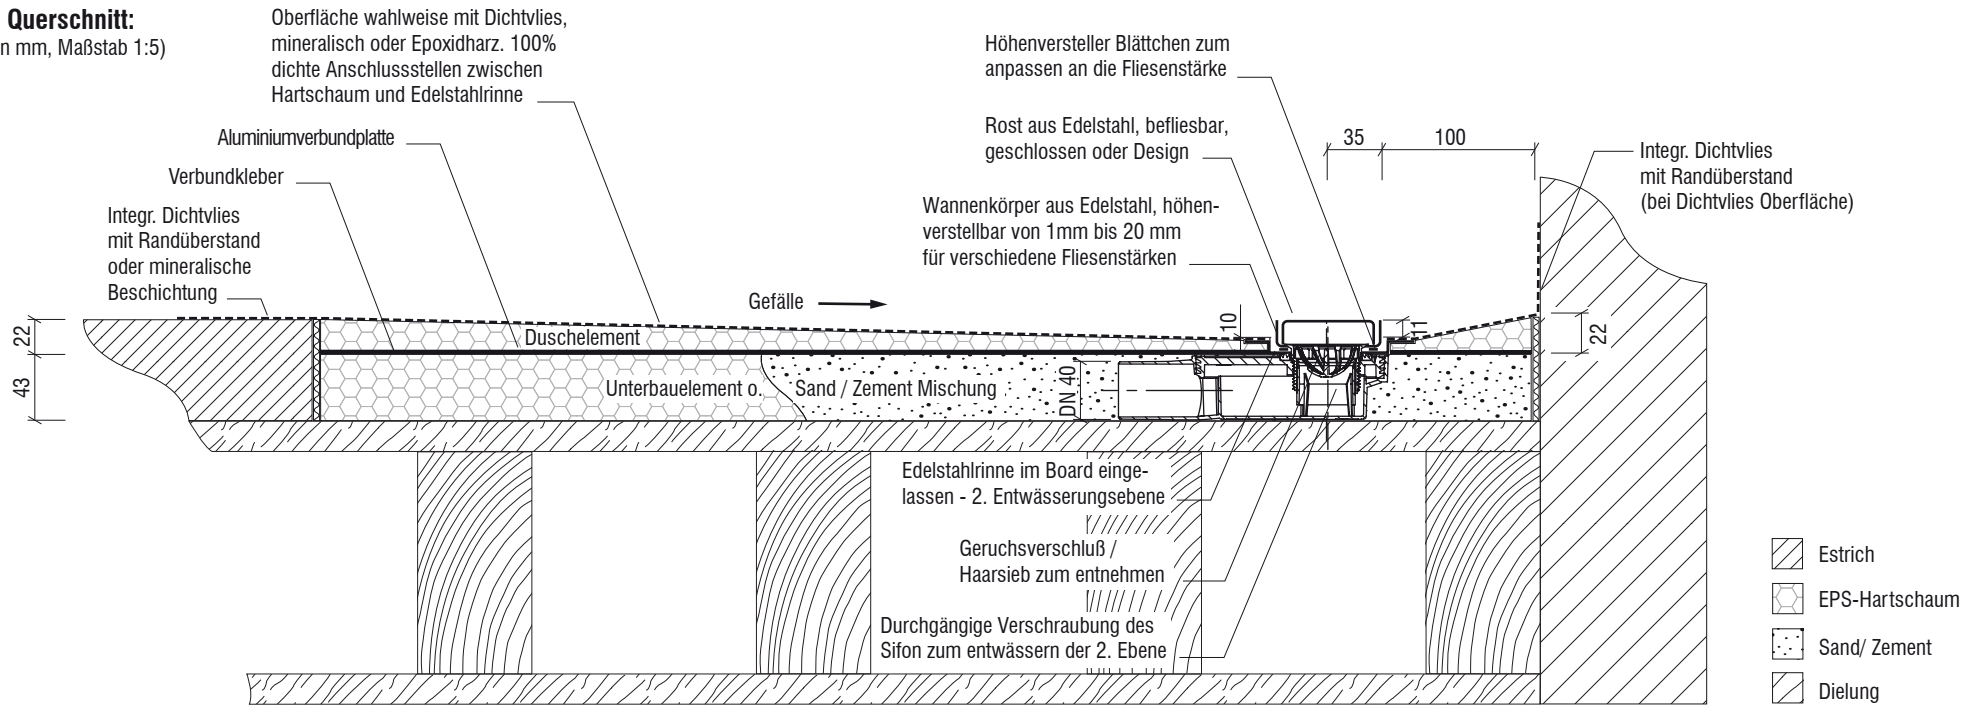 Querschnitt:
n mm, Maßstab 1:5)
Oberfläche wahlweise mit Dichtvlies,
mineralisch oder Epoxidharz. 100%
dichte Anschlussstellen zwischen
Hartschaum und Edelstahlrinne
Aluminiumverbundplatte
Verbundkleber
Integr. Dichtvlies
mit Randüberstand
oder mineralische
Beschichtung
Höhenversteller Blättchen zum
anpassen an die Fliesenstärke
Rost aus Edelstahl, befliesbar,
geschlossen oder Design
Wannenkörper aus Edelstahl, höhen-
verstellbar von 1mm bis 20 mm
für verschiedene Fliesenstärken
35
100
Integr. Dichtvlies
mit Randüberstand
(bei Dichtvlies Oberfläche)
Gefälle
22
43
Duschelement
10
11
22
Unterbauelement o.
Sand / Zement Mischung
DN 40
Edelstahlrinne im Board einge-
lassen - 2. Entwässerungsebene
Geruchsverschluß /
Haarsieb zum entnehmen
Durchgängige Verschraubung des
Sifon zum entwässern der 2. Ebene
Estrich
EPS-Hartschaum
Sand/ Zement
Dielung